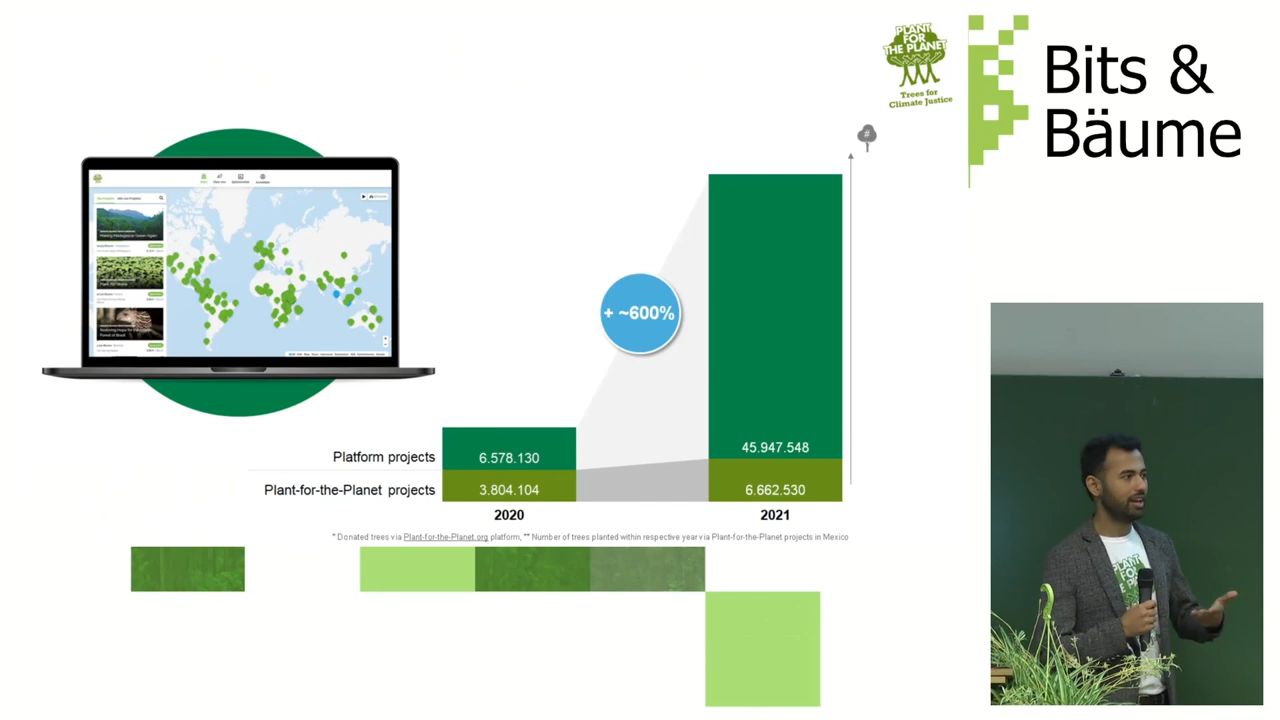 PLANT
FOR
THE PLANET
Trees for
Climate Justice
Bits &
Bäume
#
+ ~600%
Platform projects
6.578.130
45.947.548
Plant-for-the-Planet projects
3.804.104
6.662.530
2020
2021
* Donated trees via Plant-for-the-Planet.org platform, ** Number of trees planted within respective year via Plant-for-the-Planet projects in Mexico
PLANT
FOR